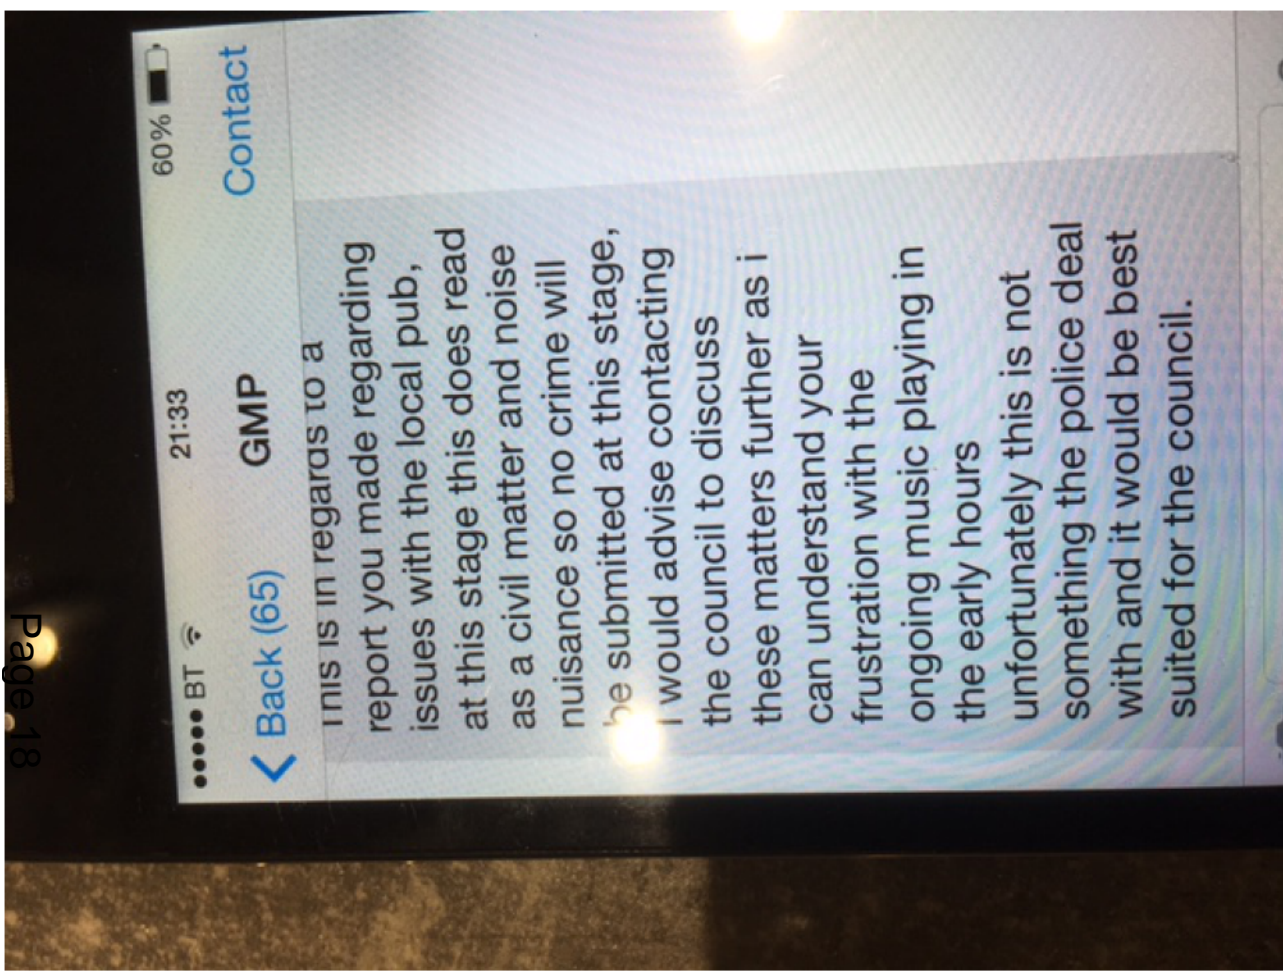 Page 18
●●●●● BT 21:33 60%
Back (65) GMP Contact
This is in regards to a
report you made regarding
issues with the local pub,
at this stage this does read
as a civil matter and noise
nuisance so no crime will
be submitted at this stage,
I would advise contacting
the council to discuss
these matters further as i
can understand your
frustration with the
ongoing music playing in
the early hours
unfortunately this is not
something the police deal
with and it would be best
suited for the council.